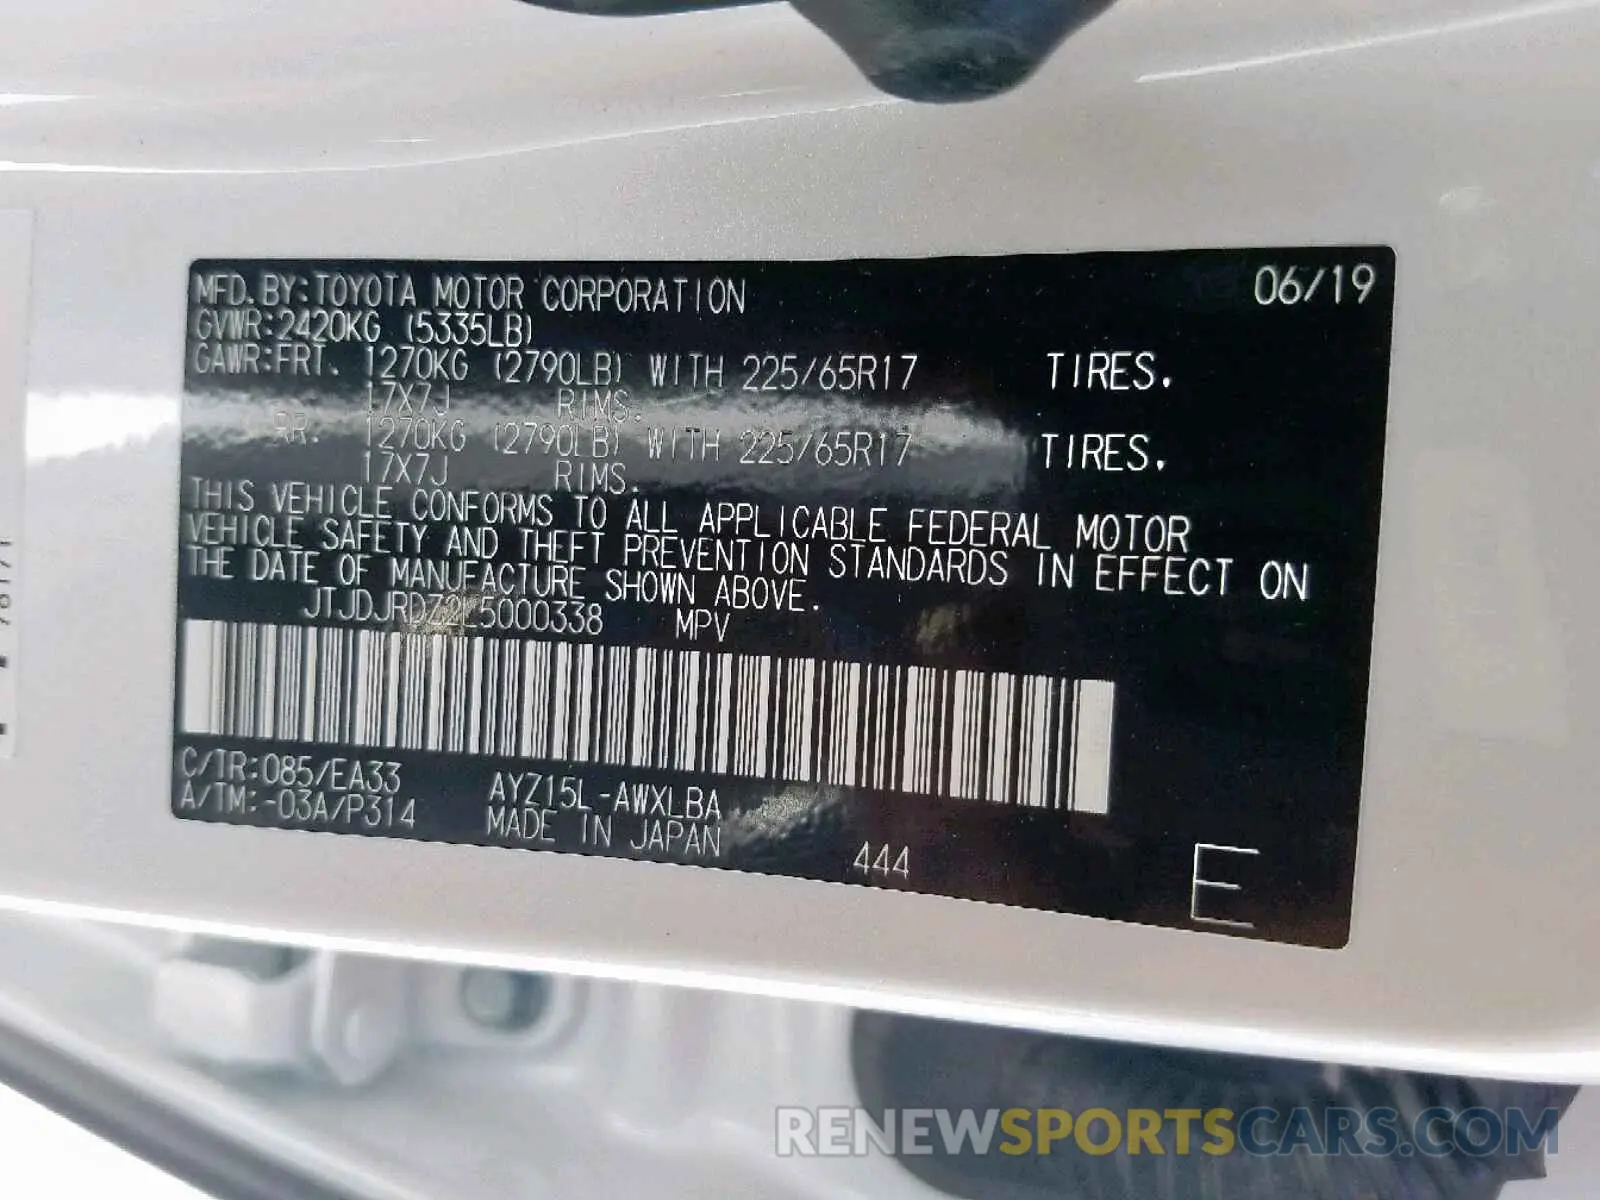 MFD. BY: TOYOTA MOTOR CORPORATION 06/19
GVWR: 2420KG (5335LB)
GAWR: FRT. 1270KG (2790LB) WITH 225/65R17 TIRES.
17X7J RIMS.
RR. 1270KG (2790LB) WITH 225/65R17 TIRES.
17X7J RIMS.
THIS VEHICLE CONFORMS TO ALL APPLICABLE FEDERAL MOTOR
VEHICLE SAFETY AND THEFT PREVENTION STANDARDS IN EFFECT ON
THE DATE OF MANUFACTURE SHOWN ABOVE.
MPV
C/TR: 085/EA33 AYZ15L-AWXLBA
A/TM: -03A/P314 MADE IN JAPAN
444
E
RENEWSPORTSCARS.COM